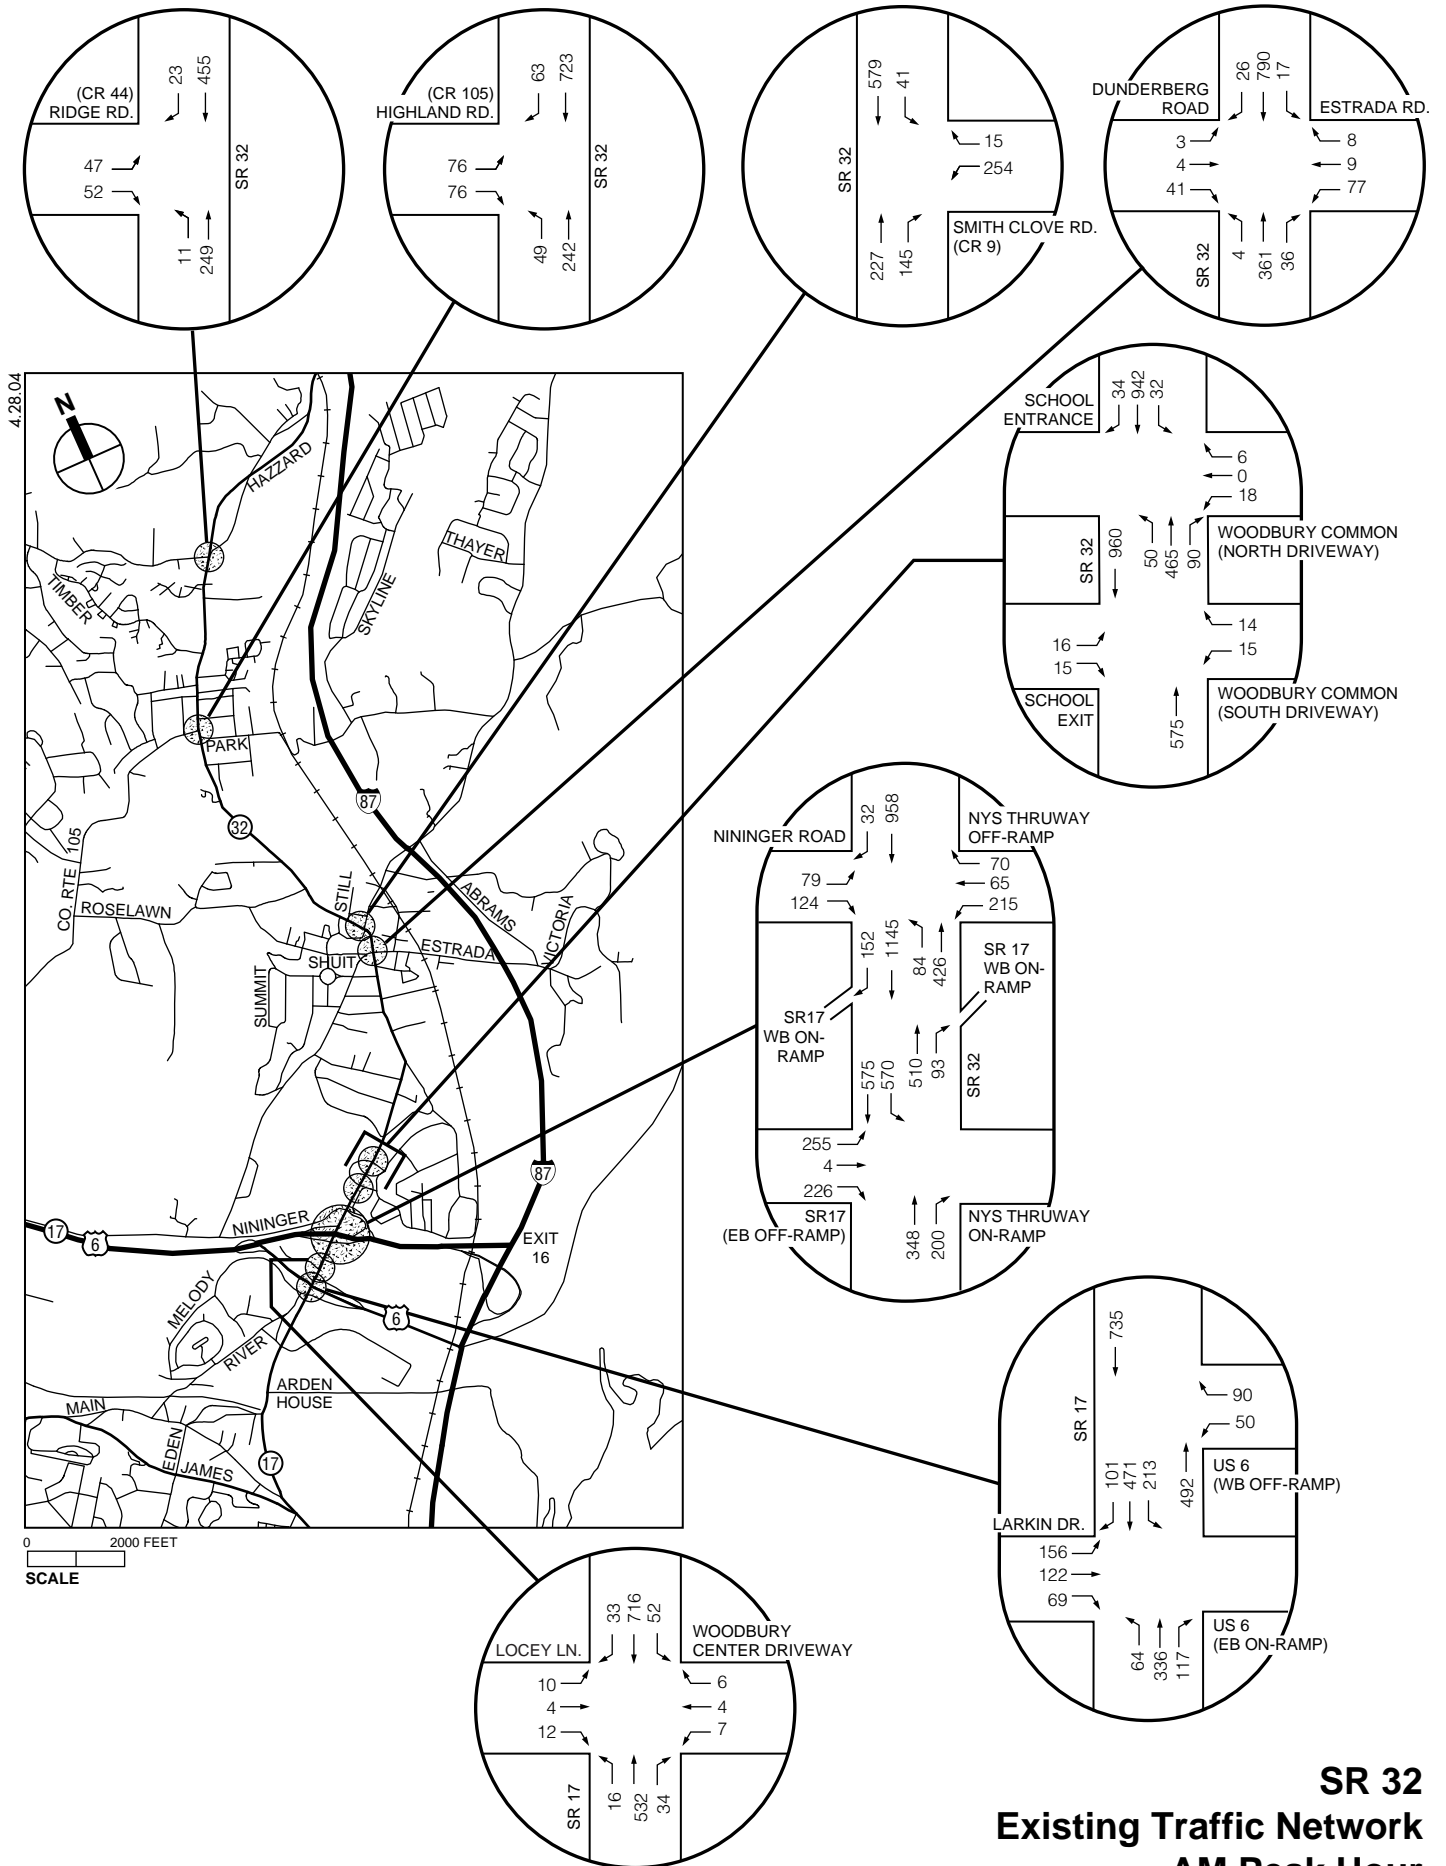 23
455
(CR 44)
RIDGE RD.
47
52
SR 32
11
249
63
723
(CR 105)
HIGHLAND RD.
76
76
SR 32
49
242
579
41
SR 32
15
254
SMITH CLOVE RD.
(CR 9)
227
145
26
790
17
DUNDERBERG
ROAD
ESTRADA RD.
3
4
41
8
9
77
SR 32
4
361
36
34
942
32
SCHOOL
ENTRANCE
6
0
18
SR 32
960
50
465
90
WOODBURY COMMON
(NORTH DRIVEWAY)
16
15
14
15
SCHOOL
EXIT
575
WOODBURY COMMON
(SOUTH DRIVEWAY)
32
958
NININGER ROAD
NYS THRUWAY
OFF-RAMP
79
124
70
65
215
152
1145
84
426
SR 17
WB ON-
RAMP
SR17
WB ON-
RAMP
575
570
510
93
SR 32
255
4
226
SR17
(EB OFF-RAMP)
348
200
NYS THRUWAY
ON-RAMP
735
SR 17
90
50
101
471
213
492
US 6
(WB OFF-RAMP)
LARKIN DR.
156
122
69
64
336
117
US 6
(EB ON-RAMP)
33
716
52
LOCEY LN.
WOODBURY
CENTER DRIVEWAY
10
4
12
6
4
7
SR 17
16
532
34
4.28.04
N
HAZZARD
THAYER
SKYLINE
TIMBER
PARK
87
32
CO. RTE 105
ROSELAWN
STILL
ABRAMS
VICTORIA
ESTRADA
SHUIT
SUMMIT
87
17
6
NININGER
EXIT
16
MELODY
RIVER
6
ARDEN
HOUSE
MAIN
EDEN
JAMES
17
0
2000 FEET
SCALE
SR 32
Existing Traffic Network
AM Peak Hour